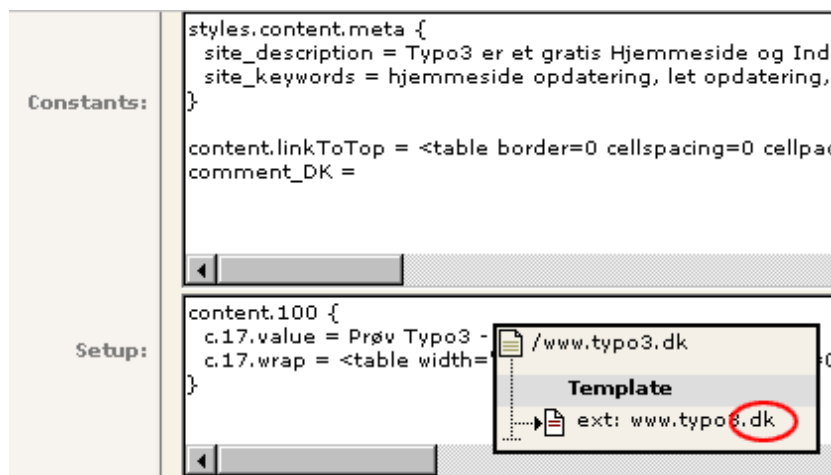 styles.content.meta {
site_description = Typo3 er et gratis Hjemmeside og Ind
site_keywords = hjemmeside opdatering, let opdatering,
Constants:
}
content.linkToTop = <table border=0 cellspacing=0 cellpa
comment_DK =
content.100 {
c.17.value = Prøv Typo3 -
Setup:
c.17.wrap = <table width=
}
/www.typo3.dk
Template
ext: www.typo3.dk